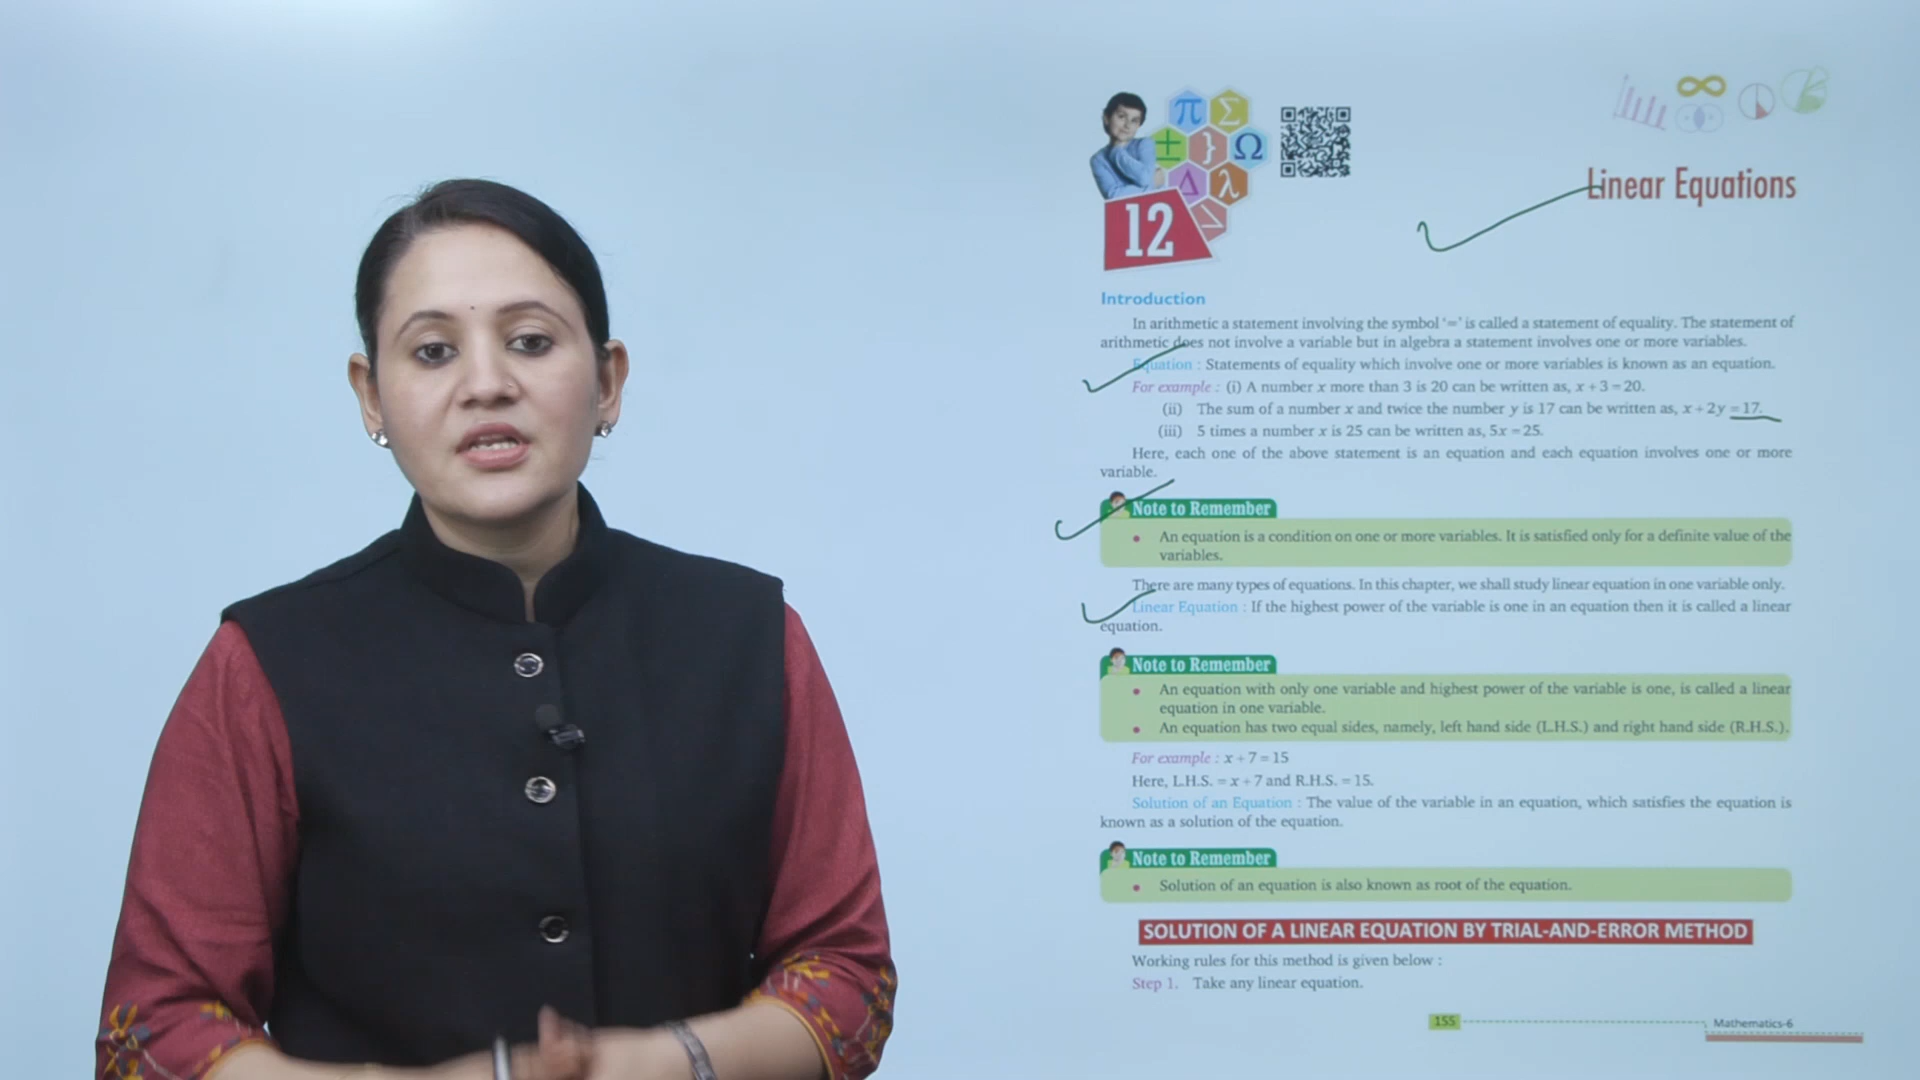 π Σ
± } Ω
Δ λ
12
Linear Equations
Introduction
In arithmetic a statement involving the symbol '=' is called a statement of equality. The statement of
arithmetic does not involve a variable but in algebra a statement involves one or more variables.
Equation : Statements of equality which involve one or more variables is known as an equation.
For example : (i) A number x more than 3 is 20 can be written as, x + 3 = 20.
(ii) The sum of a number x and twice the number y is 17 can be written as, x + 2y = 17.
(iii) 5 times a number x is 25 can be written as, 5x = 25.
Here, each one of the above statement is an equation and each equation involves one or more
variable.
Note to Remember
• An equation is a condition on one or more variables. It is satisfied only for a definite value of the
variables.
There are many types of equations. In this chapter, we shall study linear equation in one variable only.
Linear Equation : If the highest power of the variable is one in an equation then it is called a linear
equation.
Note to Remember
• An equation with only one variable and highest power of the variable is one, is called a linear
equation in one variable.
• An equation has two equal sides, namely, left hand side (L.H.S.) and right hand side (R.H.S.).
For example : x + 7 = 15
Here, L.H.S. = x + 7 and R.H.S. = 15.
Solution of an Equation : The value of the variable in an equation, which satisfies the equation is
known as a solution of the equation.
Note to Remember
• Solution of an equation is also known as root of the equation.
SOLUTION OF A LINEAR EQUATION BY TRIAL-AND-ERROR METHOD
Working rules for this method is given below :
Step 1. Take any linear equation.
155
Mathematics-6